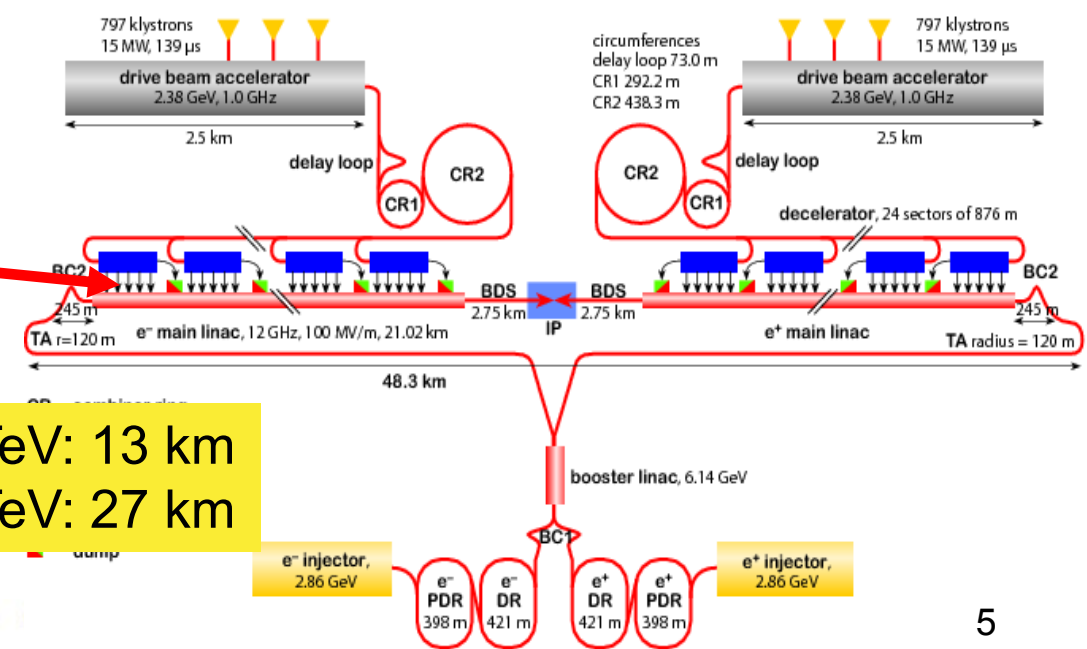 797 klystrons
15 MW, 139 µs
drive beam accelerator
2.38 GeV, 1.0 GHz
2.5 km
delay loop
CR2
CR1
circumferences
delay loop 73.0 m
CR1 292.2 m
CR2 438.3 m
797 klystrons
15 MW, 139 µs
drive beam accelerator
2.38 GeV, 1.0 GHz
2.5 km
delay loop
CR2
CR1
decelerator, 24 sectors of 876 m
BC2
245 m
TA r=120 m
e⁻ main linac, 12 GHz, 100 MV/m, 21.02 km
BDS
2.75 km
IP
BDS
2.75 km
e⁺ main linac
BC2
245 m
TA radius = 120 m
48.3 km
eV: 13 km
eV: 27 km
dump
booster linac, 6.14 GeV
BC1
e⁻ injector,
2.86 GeV
e⁻
PDR
398 m
e⁻
DR
421 m
e⁺
DR
421 m
e⁺
PDR
398 m
e⁺ injector,
2.86 GeV
5